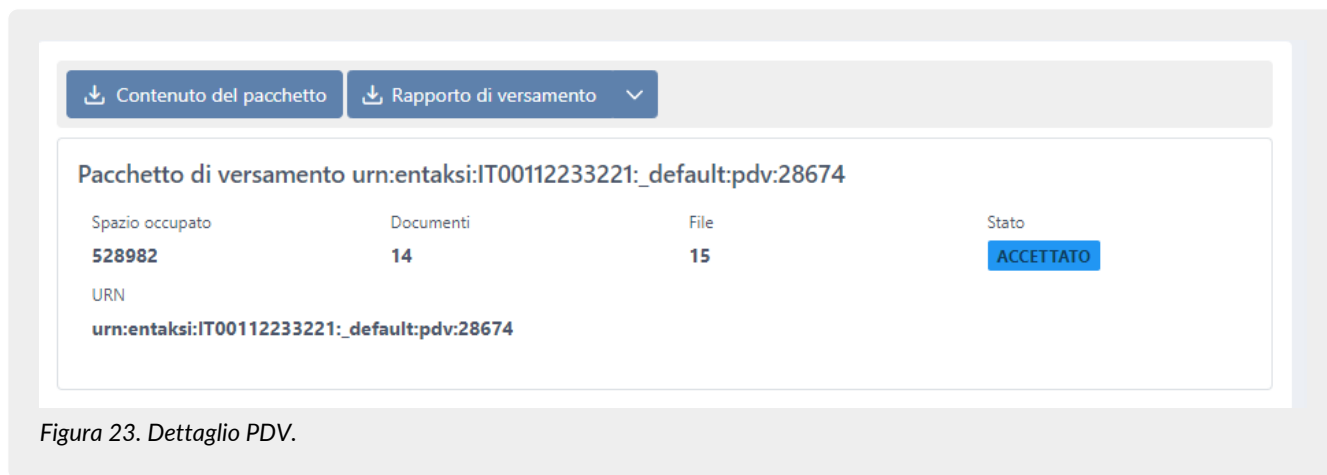 Contenuto del pacchetto Rapporto di versamento
Pacchetto di versamento urn:entaksi:IT00112233221:_default:pdv:28674
Spazio occupato Documenti File Stato
528982 14 15 ACCETTATO
URN
urn:entaksi:IT00112233221:_default:pdv:28674
Figura 23. Dettaglio PDV.